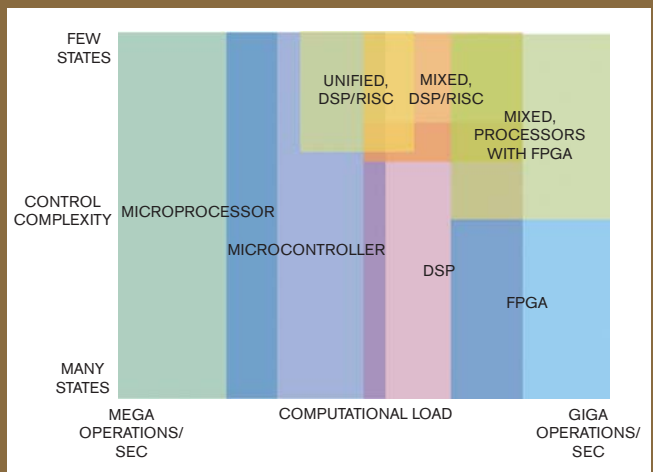 FEW
STATES
UNIFIED,
DSP/RISC
MIXED,
DSP/RISC
MIXED,
PROCESSORS
WITH FPGA
CONTROL
COMPLEXITY
MICROPROCESSOR
MICROCONTROLLER
DSP
FPGA
MANY
STATES
MEGA
OPERATIONS/
SEC
COMPUTATIONAL LOAD
GIGA
OPERATIONS/
SEC